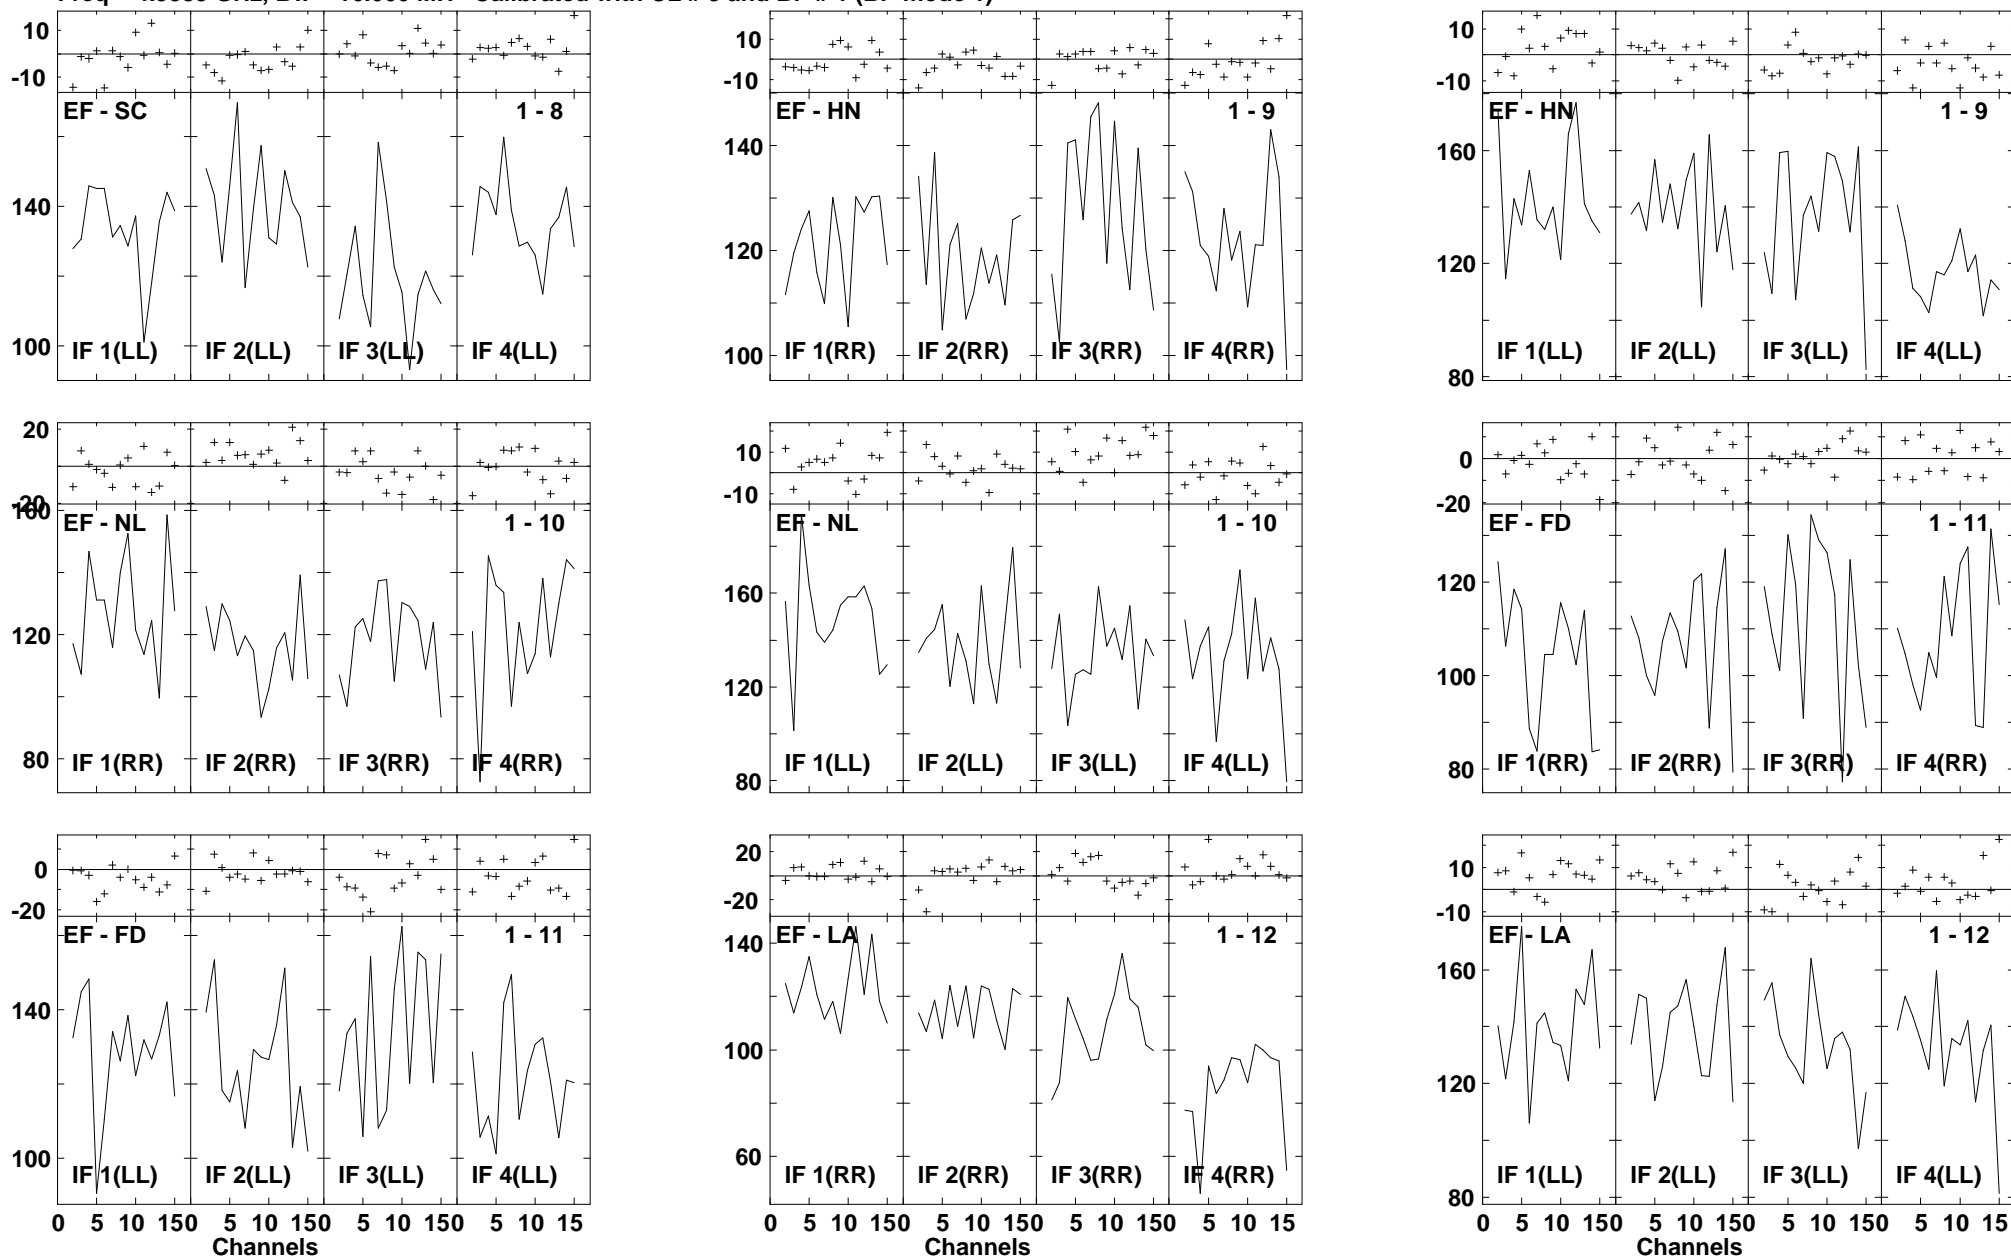 10
-10
EF - SC
1 - 8
140
100
IF 1(LL)
IF 2(LL)
IF 3(LL)
IF 4(LL)
10
-10
EF - HN
1 - 9
140
120
100
IF 1(RR)
IF 2(RR)
IF 3(RR)
IF 4(RR)
10
-10
EF - HN
1 - 9
160
120
80
IF 1(LL)
IF 2(LL)
IF 3(LL)
IF 4(LL)
20
-20
160
EF - NL
1 - 10
120
80
IF 1(RR)
IF 2(RR)
IF 3(RR)
IF 4(RR)
10
-10
EF - NL
1 - 10
160
120
80
IF 1(LL)
IF 2(LL)
IF 3(LL)
IF 4(LL)
0
-20
EF - FD
1 - 11
120
100
80
IF 1(RR)
IF 2(RR)
IF 3(RR)
IF 4(RR)
0
-20
EF - FD
1 - 11
140
100
IF 1(LL)
IF 2(LL)
IF 3(LL)
IF 4(LL)
0 5 10 150 5 10 150 5 10 150 5 10 15
Channels
20
-20
EF - LA
1 - 12
140
100
60
IF 1(RR)
IF 2(RR)
IF 3(RR)
IF 4(RR)
0 5 10 150 5 10 150 5 10 150 5 10 15
Channels
10
-10
EF - LA
1 - 12
160
120
80
IF 1(LL)
IF 2(LL)
IF 3(LL)
IF 4(LL)
0 5 10 150 5 10 150 5 10 150 5 10 15
Channels